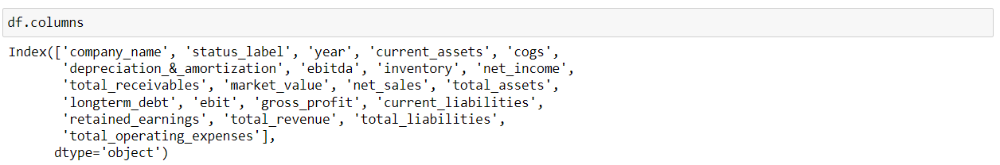 df.columns
Index(['company_name', 'status_label', 'year', 'current_assets', 'cogs',
'depreciation_&_amortization', 'ebitda', 'inventory', 'net_income',
'total_receivables', 'market_value', 'net_sales', 'total_assets',
'longterm_debt', 'ebit', 'gross_profit', 'current_liabilities',
'retained_earnings', 'total_revenue', 'total_liabilities',
'total_operating_expenses'],
dtype='object')